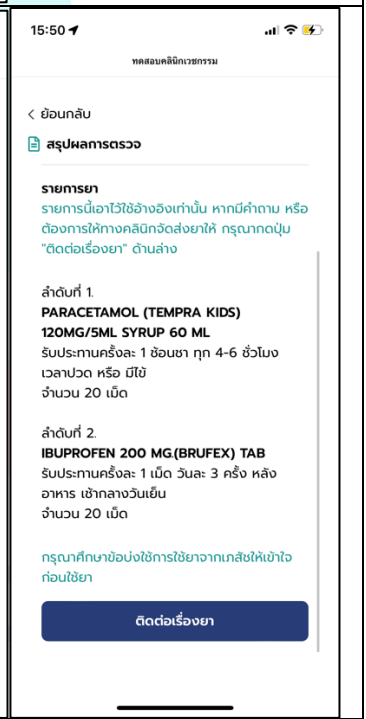 15:50
ทดสอบคลินิกเวชกรรม
< ย้อนกลับ
สรุปผลการตรวจ
รายการยา
รายการนี้เอาไว้ใช้อ้างอิงเท่านั้น หากมีคำถาม หรือ
ต้องการให้ทางคลินิกจัดส่งยาให้ กรุณากดปุ่ม
"ติดต่อเรื่องยา" ด้านล่าง
ลำดับที่ 1.
PARACETAMOL (TEMPRA KIDS)
120MG/5ML SYRUP 60 ML
รับประทานครั้งละ 1 ช้อนชา ทุก 4-6 ชั่วโมง
เวลาปวด หรือ มีไข้
จำนวน 20 เม็ด
ลำดับที่ 2.
IBUPROFEN 200 MG.(BRUFEX) TAB
รับประทานครั้งละ 1 เม็ด วันละ 3 ครั้ง หลัง
อาหาร เช้ากลางวันเย็น
จำนวน 20 เม็ด
กรุณาศึกษาข้อบ่งใช้การใช้ยาจากเภสัชให้เข้าใจ
ก่อนใช้ยา
ติดต่อเรื่องยา